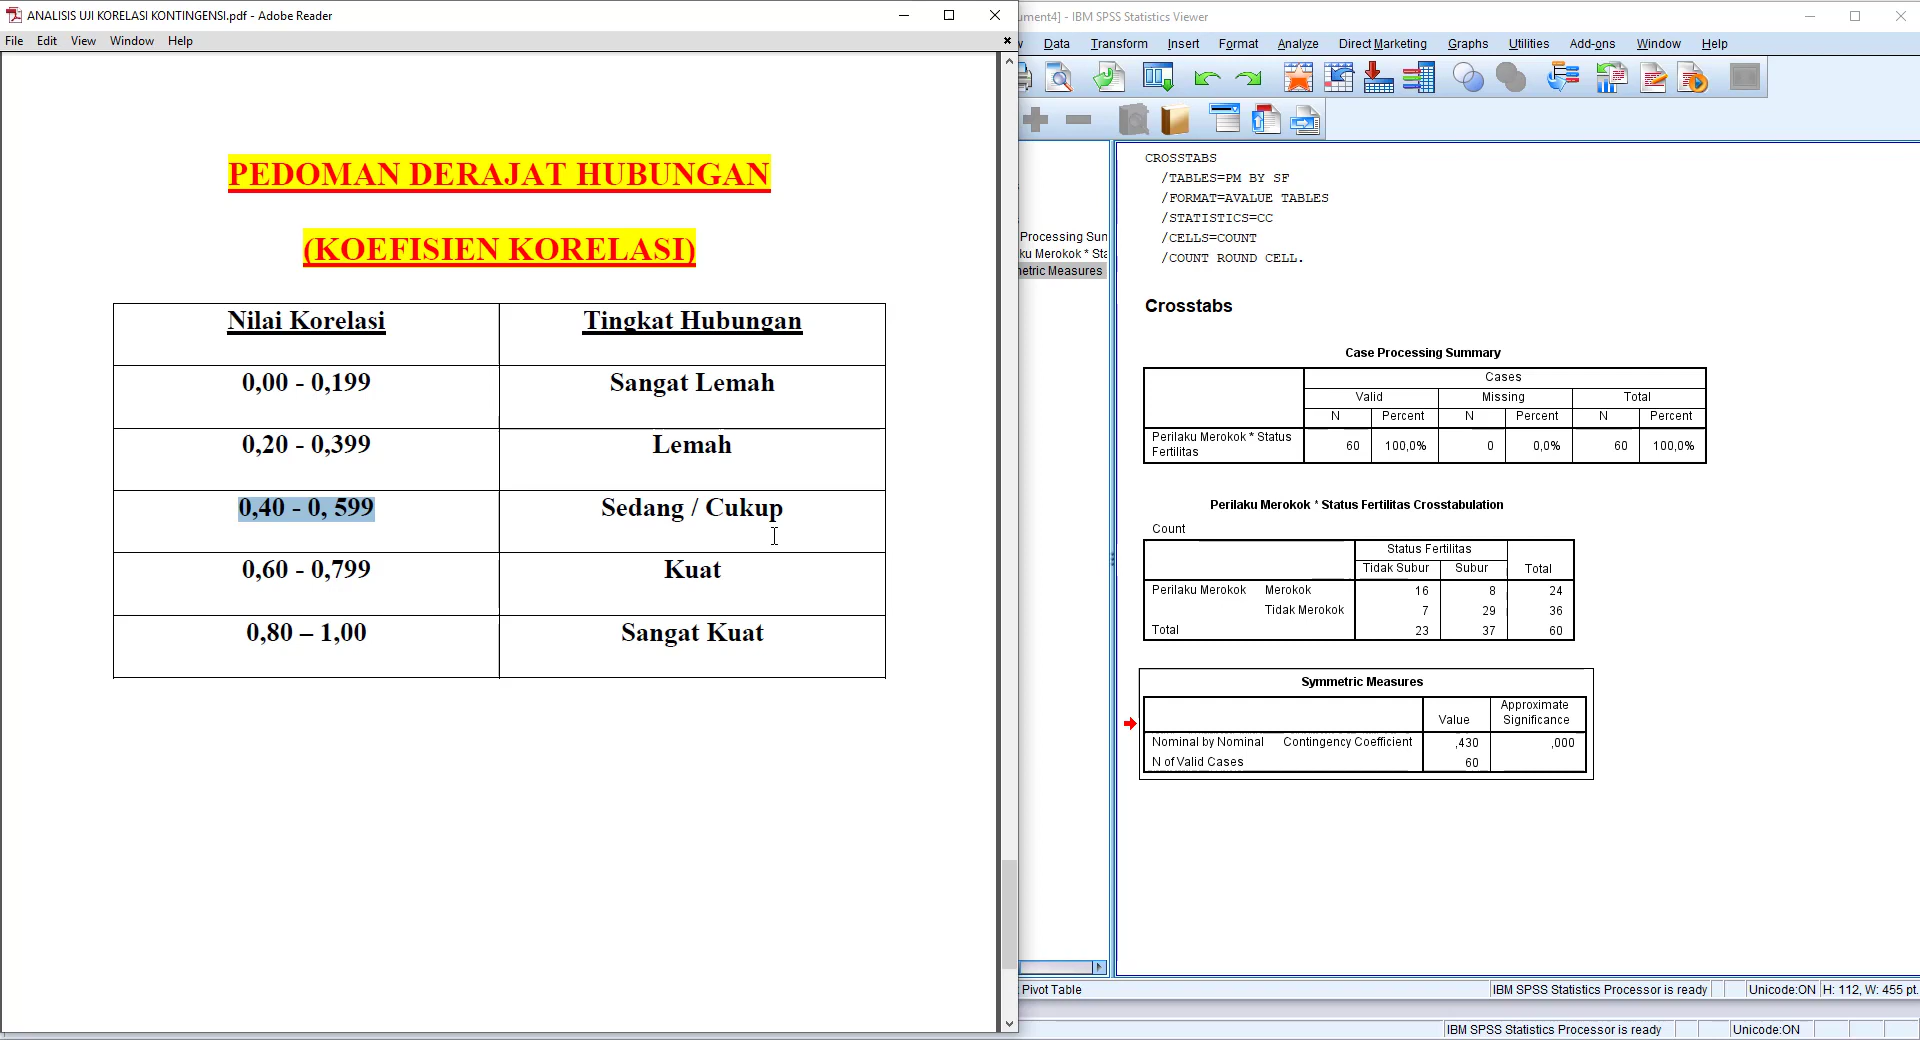 ANALISIS UJI KORELASI KONTINGENSI.pdf - Adobe Reader
File Edit View Window Help
PEDOMAN DERAJAT HUBUNGAN
(KOEFISIEN KORELASI)
Nilai Korelasi Tingkat Hubungan
0,00 - 0,199 Sangat Lemah
0,20 - 0,399 Lemah
0,40 - 0, 599 Sedang / Cukup
0,60 - 0,799 Kuat
0,80 – 1,00 Sangat Kuat
ument4] - IBM SPSS Statistics Viewer
w Data Transform Insert Format Analyze Direct Marketing Graphs Utilities Add-ons Window Help
Processing Sun
ku Merokok * Sta
metric Measures
CROSSTABS
/TABLES=PM BY SF
/FORMAT=AVALUE TABLES
/STATISTICS=CC
/CELLS=COUNT
/COUNT ROUND CELL.
Crosstabs
Case Processing Summary
Cases
Valid Missing Total
N Percent N Percent N Percent
Perilaku Merokok * Status
Fertilitas 60 100,0% 0 0,0% 60 100,0%
Perilaku Merokok * Status Fertilitas Crosstabulation
Count
Status Fertilitas
Tidak Subur Subur Total
Perilaku Merokok Merokok 16 8 24
Tidak Merokok 7 29 36
Total 23 37 60
Symmetric Measures
Value Approximate
Significance
Nominal by Nominal Contingency Coefficient ,430 ,000
N of Valid Cases 60
Pivot Table IBM SPSS Statistics Processor is ready Unicode:ON H: 112, W: 455 pt.
IBM SPSS Statistics Processor is ready Unicode:ON